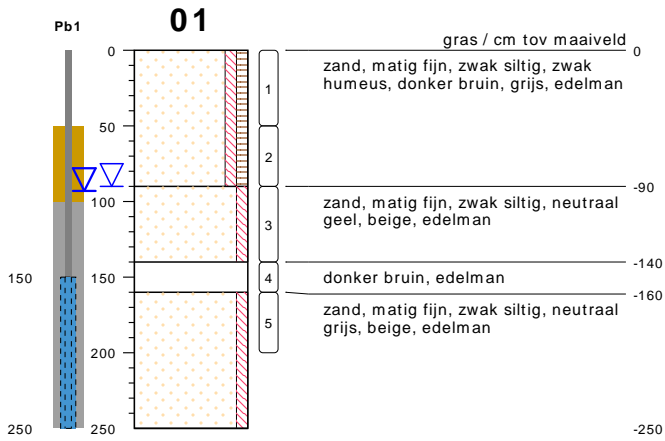 Pb1
01
gras / cm tov maaiveld
0
0
zand, matig fijn, zwak siltig, zwak
humeus, donker bruin, grijs, edelman
1
50
2
-90
100
zand, matig fijn, zwak siltig, neutraal
geel, beige, edelman
3
-140
150
150
4
donker bruin, edelman
-160
zand, matig fijn, zwak siltig, neutraal
grijs, beige, edelman
5
200
250
250
-250